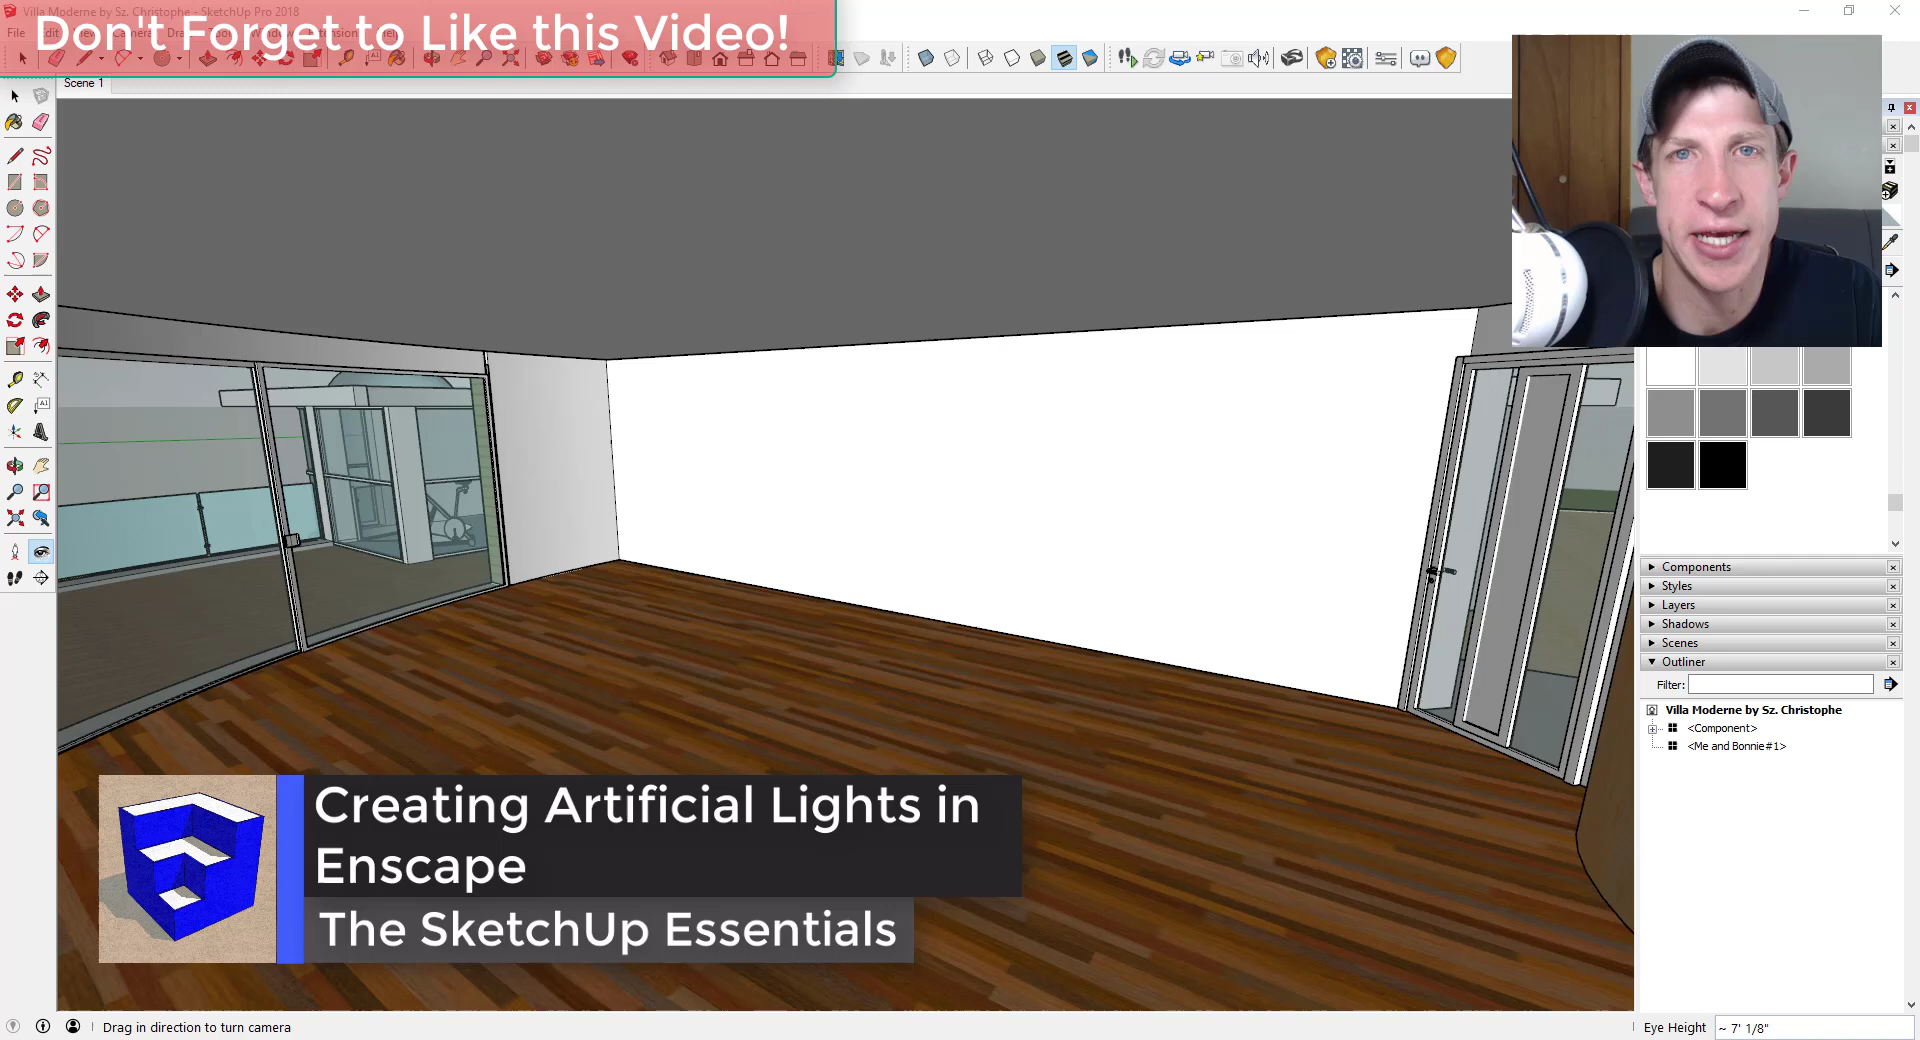 Villa Moderne by Sz. Christophe - SketchUp Pro 2018
Don't Forget to Like this Video!
File
Scene 1
A1
Components
Styles
Layers
Shadows
Scenes
Outliner
Filter:
Villa Moderne by Sz. Christophe
<Component>
<Me and Bonnie#1>
Creating Artificial Lights in
Enscape
The SketchUp Essentials
Drag in direction to turn camera
Eye Height
~ 7' 1/8"